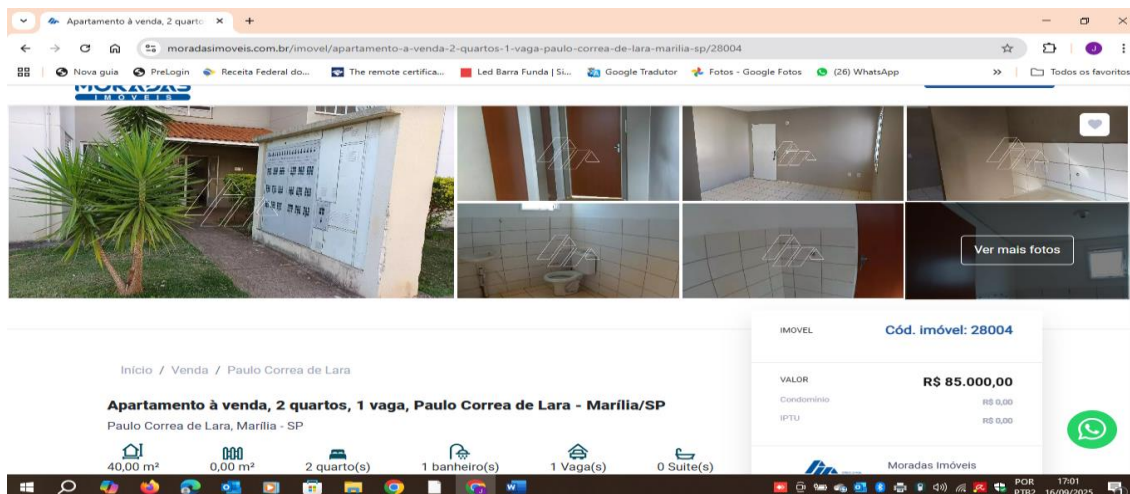 Apartamento à venda, 2 quarto
moradasimoveis.com.br/imovel/apartamento-a-venda-2-quartos-1-vaga-paulo-correa-de-lara-marilia-sp/28004
Nova guia PreLogin Receita Federal do... The remote certifica... Led Barra Funda | Si... Google Tradutor Fotos - Google Fotos (26) WhatsApp » Todos os favoritos
MORADAS
IMOVEIS
Ver mais fotos
IMOVEL Cód. imóvel: 28004
Início / Venda / Paulo Correa de Lara
VALOR R$ 85.000,00
Condomínio R$ 0,00
IPTU R$ 0,00
Apartamento à venda, 2 quartos, 1 vaga, Paulo Correa de Lara - Marília/SP
Paulo Correa de Lara, Marília - SP
40,00 m² 0,00 m² 2 quarto(s) 1 banheiro(s) 1 Vaga(s) 0 Suite(s)
Moradas Imóveis
POR 17:01
PTB2 16/09/2025